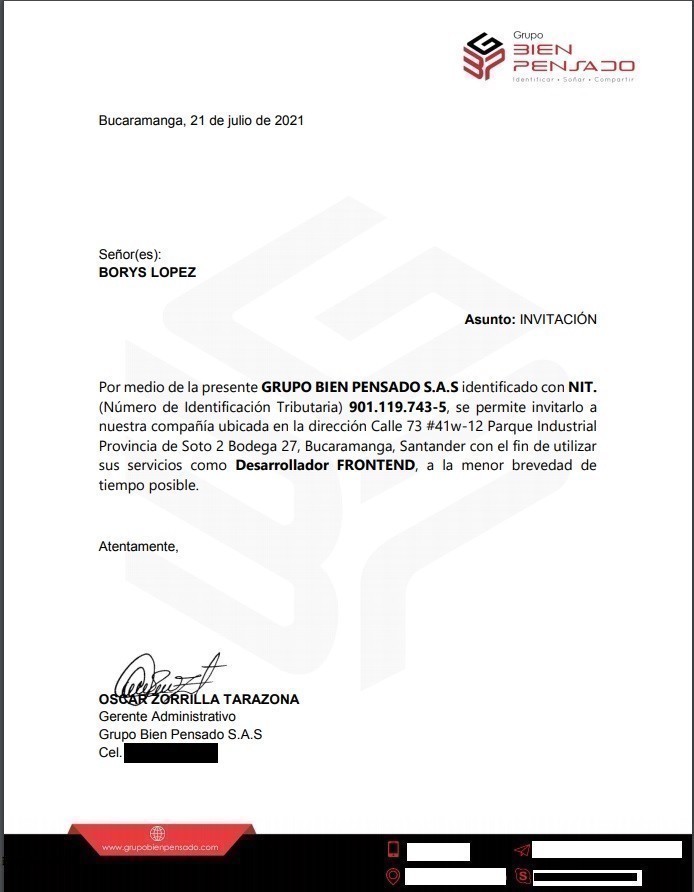 Grupo
BIEN
PENSADO
Identificar • Soñar • Compartir
Bucaramanga, 21 de julio de 2021
Señor(es):
BORYS LOPEZ
Asunto: INVITACIÓN
Por medio de la presente GRUPO BIEN PENSADO S.A.S identificado con NIT.
(Número de Identificación Tributaria) 901.119.743-5, se permite invitarlo a
nuestra compañía ubicada en la dirección Calle 73 #41w-12 Parque Industrial
Provincia de Soto 2 Bodega 27, Bucaramanga, Santander con el fin de utilizar
sus servicios como Desarrollador FRONTEND, a la menor brevedad de
tiempo posible.
Atentamente,
OSCAR ZORRILLA TARAZONA
Gerente Administrativo
Grupo Bien Pensado S.A.S
Cel.
www.grupobienpensado.com